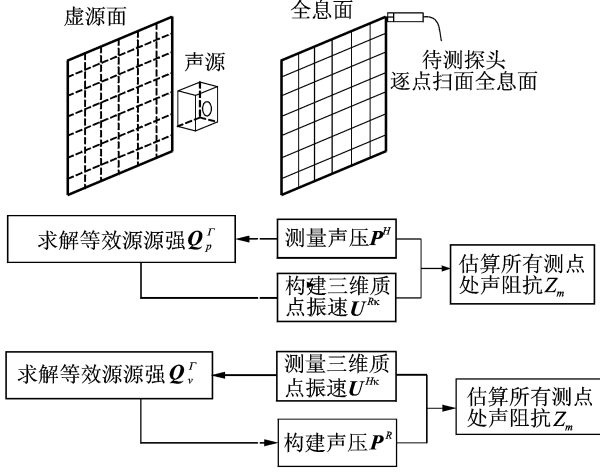 虚源面
全息面
声源
待测探头
逐点扫面全息面
求解等效源源强Q_p^Γ
测量声压P^H
构建三维质
点振速U^{Rκ}
估算所有测点
处声阻抗Z_m
求解等效源源强Q_v^Γ
测量三维质
点振速U^{Hκ}
构建声压P^R
估算所有测点
处声阻抗Z_m